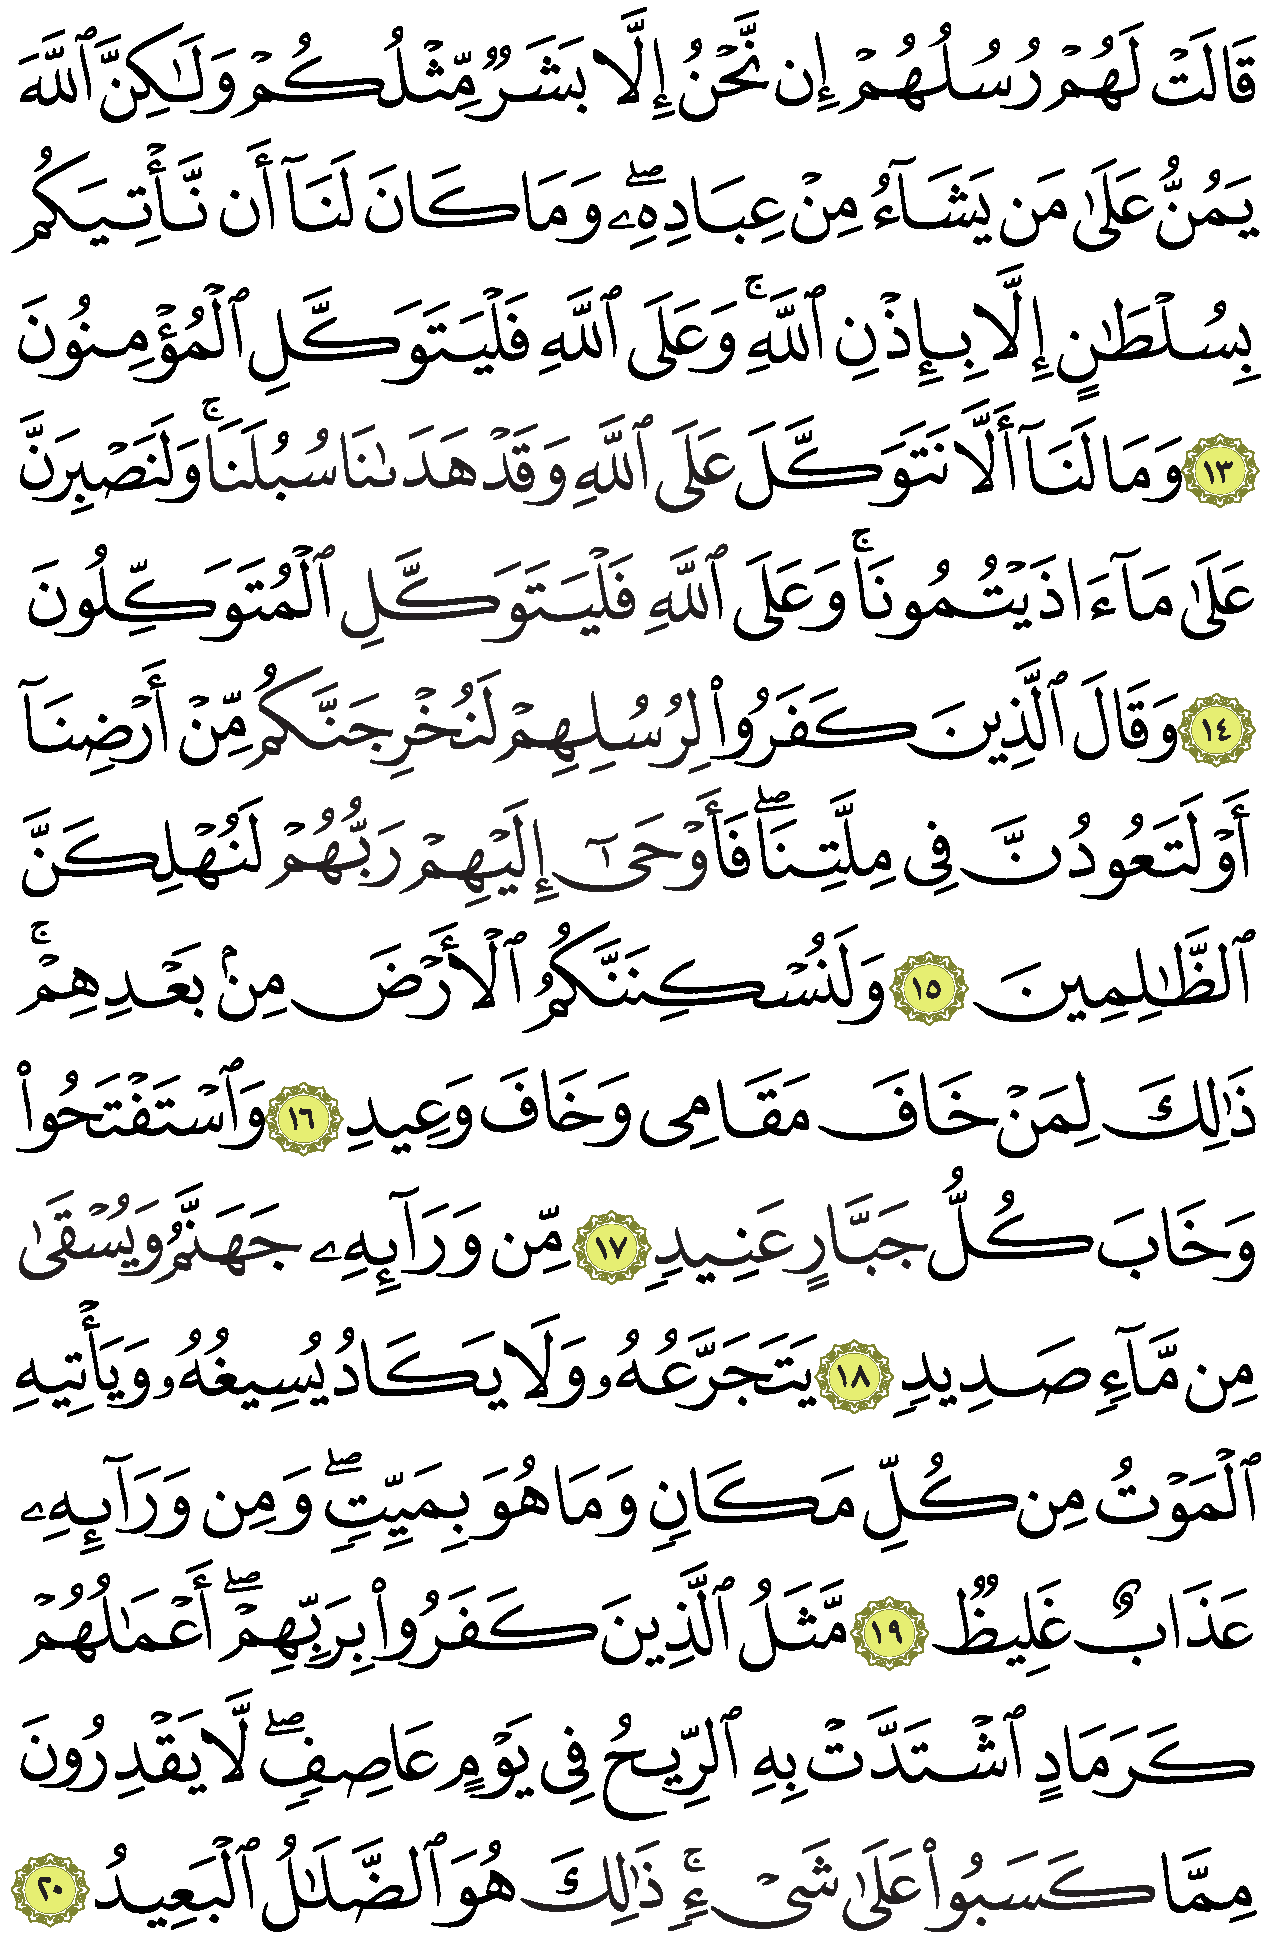 قَالَتْ لَهُمْ رُسُلُهُمْ إِن نَّحْنُ إِلَّا بَشَرٌ مِّثْلُكُمْ وَلَٰكِنَّ ٱللَّهَ
يَمُنُّ عَلَىٰ مَن يَشَآءُ مِنْ عِبَادِهِۦۖ وَمَا كَانَ لَنَآ أَن نَّأْتِيَكُم
بِسُلْطَٰنٍ إِلَّا بِإِذْنِ ٱللَّهِۚ وَعَلَى ٱللَّهِ فَلْيَتَوَكَّلِ ٱلْمُؤْمِنُونَ
١٣ وَمَا لَنَآ أَلَّا نَتَوَكَّلَ عَلَى ٱللَّهِ وَقَدْ هَدَىٰنَا سُبُلَنَاۚ وَلَنَصْبِرَنَّ
عَلَىٰ مَآ ءَاذَيْتُمُونَاۚ وَعَلَى ٱللَّهِ فَلْيَتَوَكَّلِ ٱلْمُتَوَكِّلُونَ
١٤ وَقَالَ ٱلَّذِينَ كَفَرُوا۟ لِرُسُلِهِمْ لَنُخْرِجَنَّكُم مِّنْ أَرْضِنَآ
أَوْ لَتَعُودُنَّ فِى مِلَّتِنَاۖ فَأَوْحَىٰٓ إِلَيْهِمْ رَبُّهُمْ لَنُهْلِكَنَّ
ٱلظَّٰلِمِينَ ١٥ وَلَنُسْكِنَنَّكُمُ ٱلْأَرْضَ مِنۢ بَعْدِهِمْۚ
ذَٰلِكَ لِمَنْ خَافَ مَقَامِى وَخَافَ وَعِيدِ ١٦ وَٱسْتَفْتَحُوا۟
وَخَابَ كُلُّ جَبَّارٍ عَنِيدٍ ١٧ مِّن وَرَآئِهِۦ جَهَنَّمُ وَيُسْقَىٰ
مِن مَّآءٍ صَدِيدٍ ١٨ يَتَجَرَّعُهُۥ وَلَا يَكَادُ يُسِيغُهُۥ وَيَأْتِيهِ
ٱلْمَوْتُ مِن كُلِّ مَكَانٍ وَمَا هُوَ بِمَيِّتٍۖ وَمِن وَرَآئِهِۦ
عَذَابٌ غَلِيظٌ ١٩ مَّثَلُ ٱلَّذِينَ كَفَرُوا۟ بِرَبِّهِمْۖ أَعْمَٰلُهُمْ
كَرَمَادٍ ٱشْتَدَّتْ بِهِ ٱلرِّيحُ فِى يَوْمٍ عَاصِفٍۖ لَّا يَقْدِرُونَ
مِمَّا كَسَبُوا۟ عَلَىٰ شَىْءٍۚ ذَٰلِكَ هُوَ ٱلضَّلَٰلُ ٱلْبَعِيدُ ٢٠